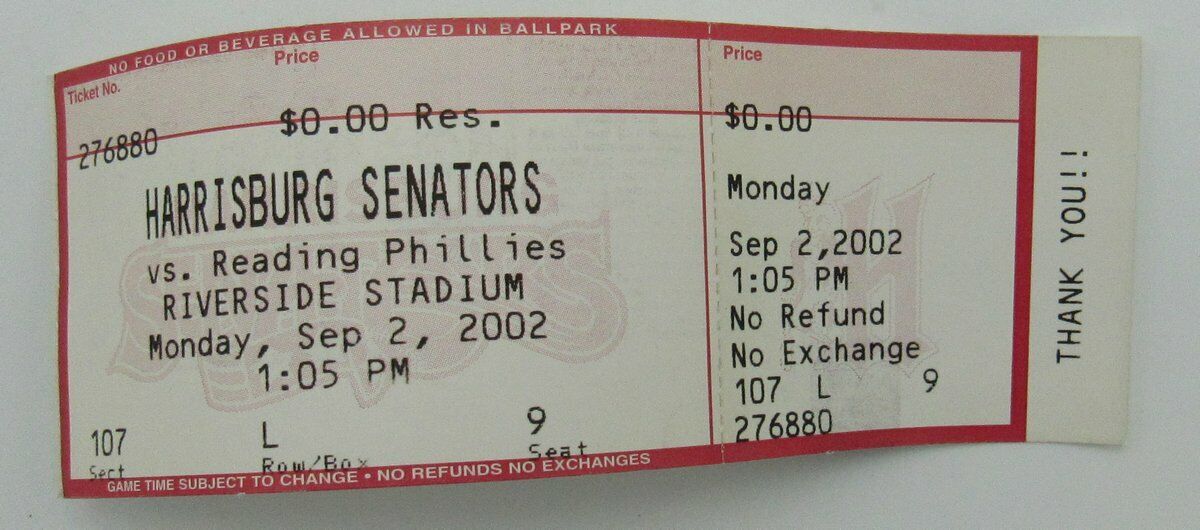 NO FOOD OR BEVERAGE ALLOWED IN BALLPARK
Ticket No.
Price
276880
$0.00 Res.
HARRISBURG SENATORS
vs. Reading Phillies
RIVERSIDE STADIUM
Monday, Sep 2, 2002
1:05 PM
107 L 9
Sect Row/Box Seat
GAME TIME SUBJECT TO CHANGE • NO REFUNDS NO EXCHANGES
Price
$0.00
Monday
Sep 2,2002
1:05 PM
No Refund
No Exchange
107 L 9
276880
THANK YOU!!